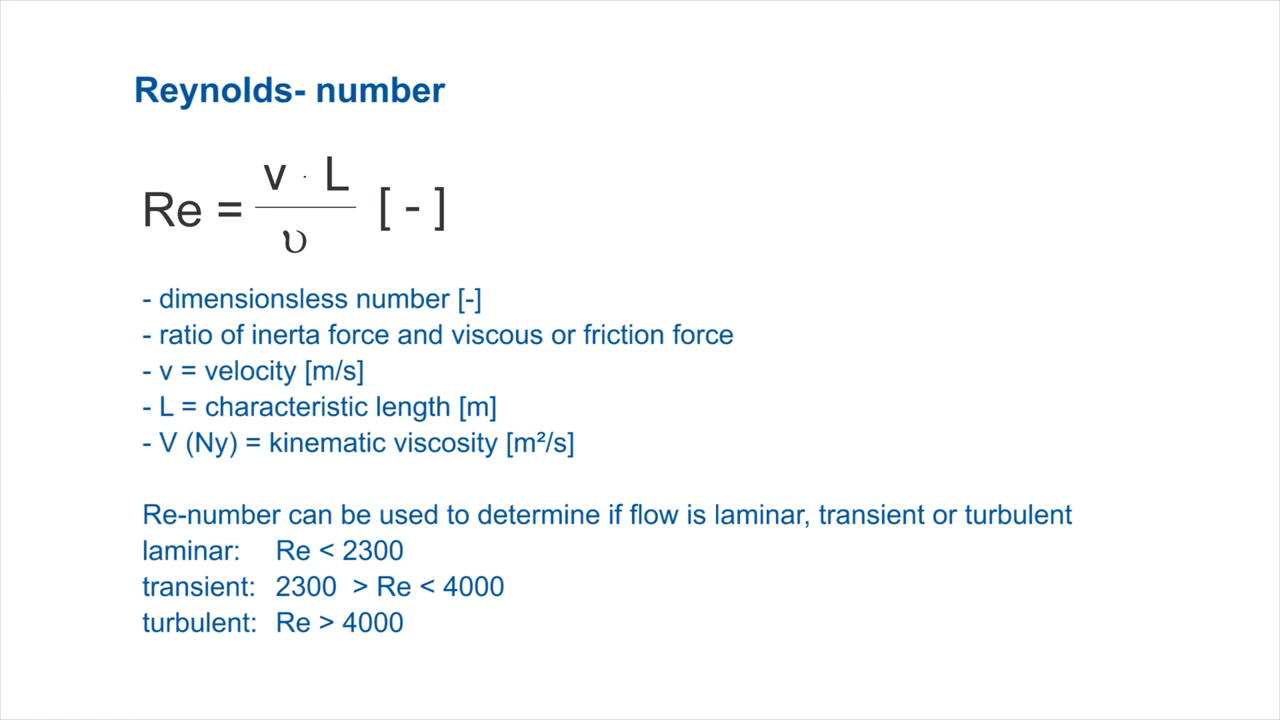 Reynolds- number
Re = v · L / υ [ - ]
- dimensionsless number [-]
- ratio of inerta force and viscous or friction force
- v = velocity [m/s]
- L = characteristic length [m]
- V (Ny) = kinematic viscosity [m²/s]
Re-number can be used to determine if flow is laminar, transient or turbulent
laminar: Re < 2300
transient: 2300 > Re < 4000
turbulent: Re > 4000